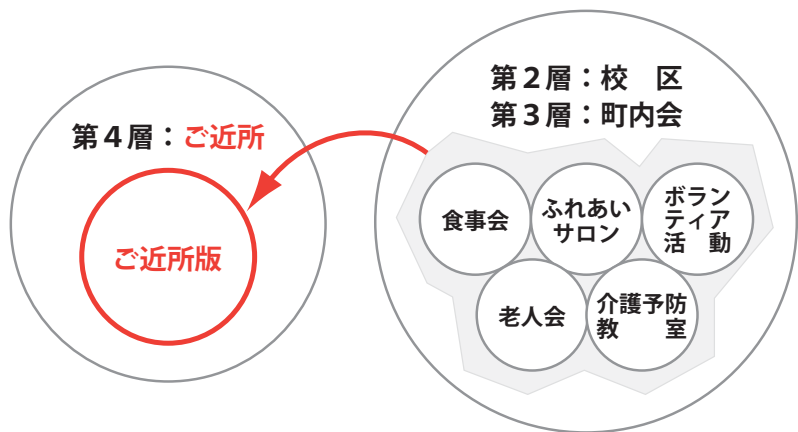 第4層：ご近所
ご近所版
第２層：校　区
第３層：町内会
食事会
ふれあい
サロン
ボラン
ティア
活　動
老人会
介護予防
教　　室